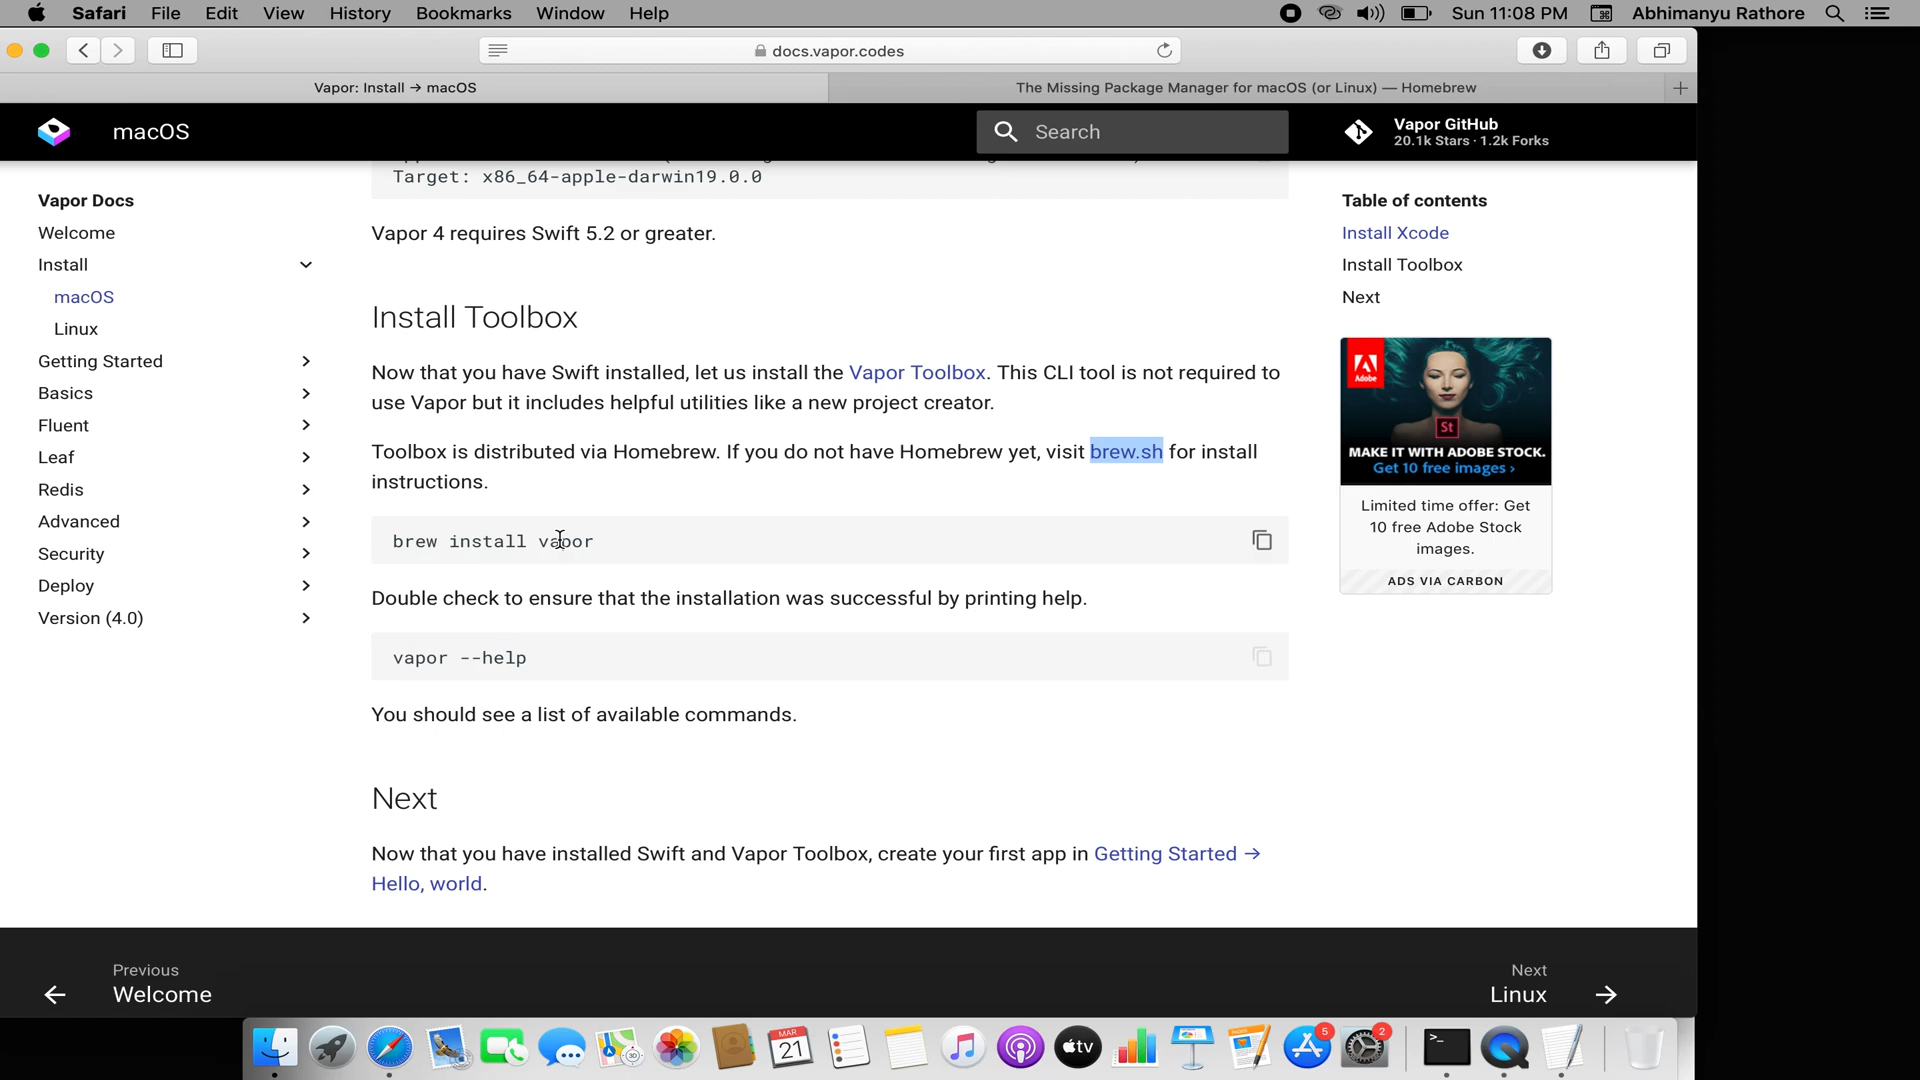 Safari File Edit View History Bookmarks Window Help Sun 11:08 PM Abhimanyu Rathore
docs.vapor.codes
Vapor: Install → macOS
The Missing Package Manager for macOS (or Linux) — Homebrew
macOS
Search
Vapor GitHub
20.1k Stars · 1.2k Forks
Vapor Docs
Welcome
Install
macOS
Linux
Getting Started
Basics
Fluent
Leaf
Redis
Advanced
Security
Deploy
Version (4.0)
Target: x86_64-apple-darwin19.0.0
Vapor 4 requires Swift 5.2 or greater.
Install Toolbox
Now that you have Swift installed, let us install the Vapor Toolbox. This CLI tool is not required to
use Vapor but it includes helpful utilities like a new project creator.
Toolbox is distributed via Homebrew. If you do not have Homebrew yet, visit brew.sh for install
instructions.
brew install vapor
Double check to ensure that the installation was successful by printing help.
vapor --help
You should see a list of available commands.
Next
Now that you have installed Swift and Vapor Toolbox, create your first app in Getting Started →
Hello, world.
Table of contents
Install Xcode
Install Toolbox
Next
Adobe
St
MAKE IT WITH ADOBE STOCK.
Get 10 free images ›
Limited time offer: Get
10 free Adobe Stock
images.
ADS VIA CARBON
Previous
Welcome
Next
Linux
MAR
21
tv
5
2